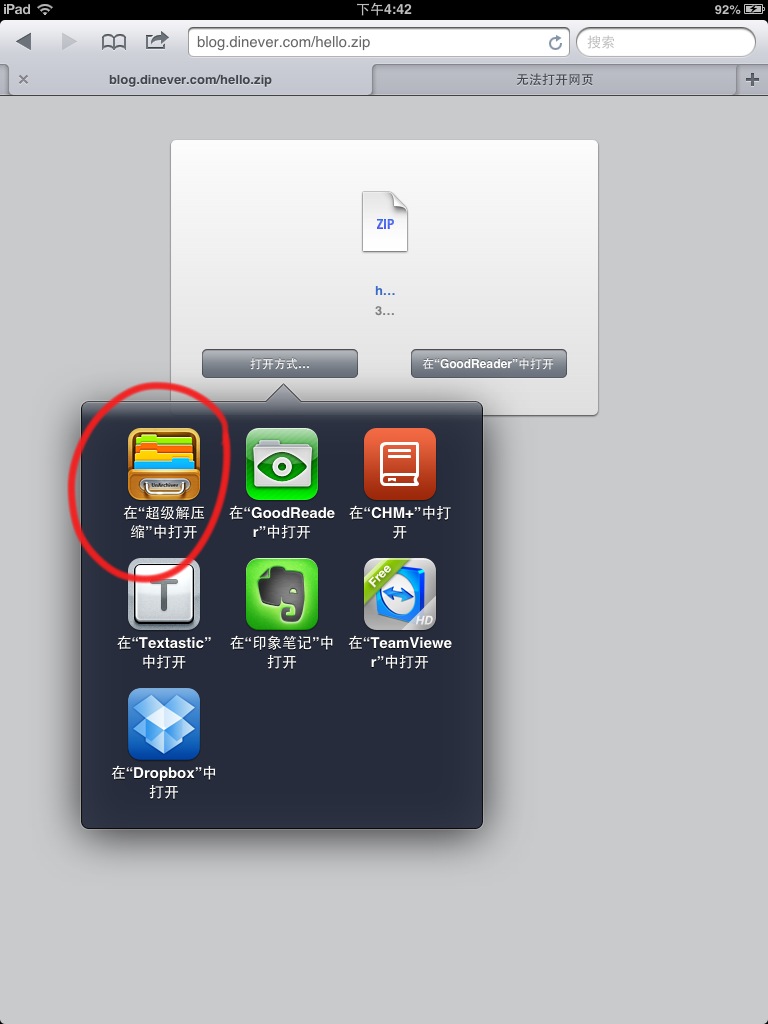 iPad
下午4:42
92%
blog.dinever.com/hello.zip
搜索
blog.dinever.com/hello.zip
无法打开网页
ZIP
h...
3...
打开方式...
在“GoodReader”中打开
UnArchiver
在“超级解压
缩”中打开
在“GoodReade
r”中打开
在“CHM+”中打
开
T
Free
HD
在“Textastic”
中打开
在“印象笔记”中
打开
在“TeamViewe
r”中打开
在“Dropbox”中
打开